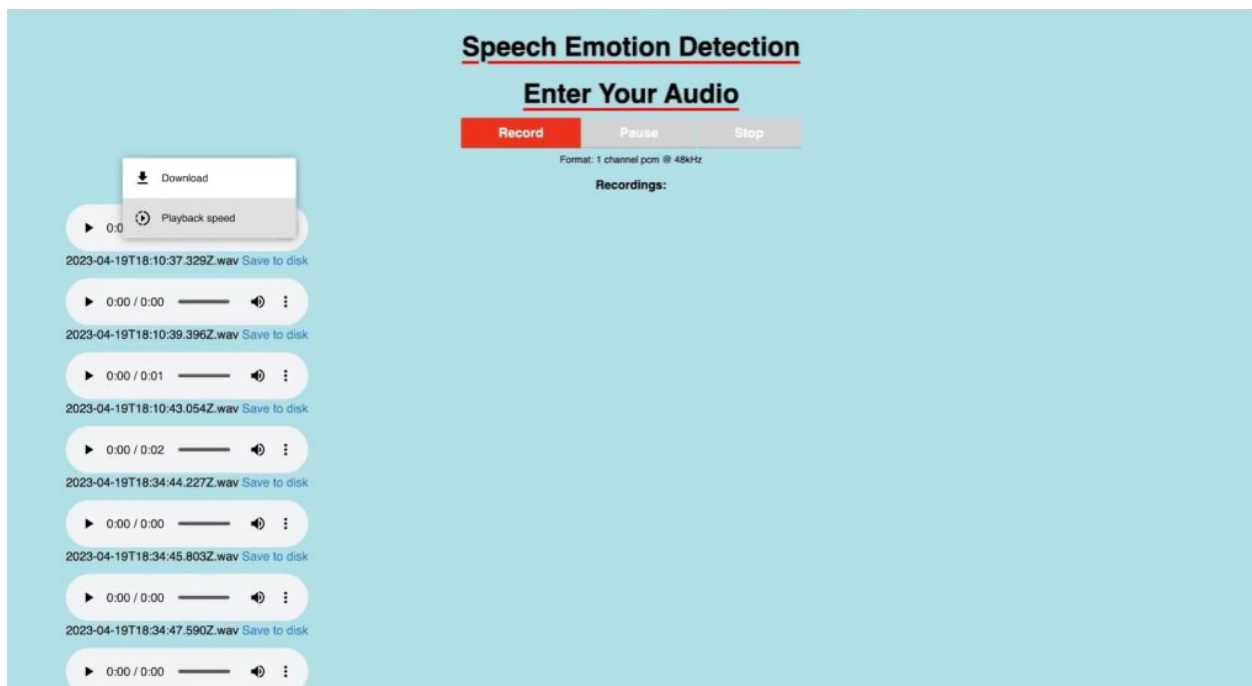 Speech Emotion Detection
Enter Your Audio
Record Pause Stop
Format: 1 channel pcm @ 48kHz
Recordings:
Download
Playback speed
0:0
2023-04-19T18:10:37.329Z.wav Save to disk
0:00 / 0:00
2023-04-19T18:10:39.396Z.wav Save to disk
0:00 / 0:01
2023-04-19T18:10:43.054Z.wav Save to disk
0:00 / 0:02
2023-04-19T18:34:44.227Z.wav Save to disk
0:00 / 0:00
2023-04-19T18:34:45.803Z.wav Save to disk
0:00 / 0:00
2023-04-19T18:34:47.590Z.wav Save to disk
0:00 / 0:00